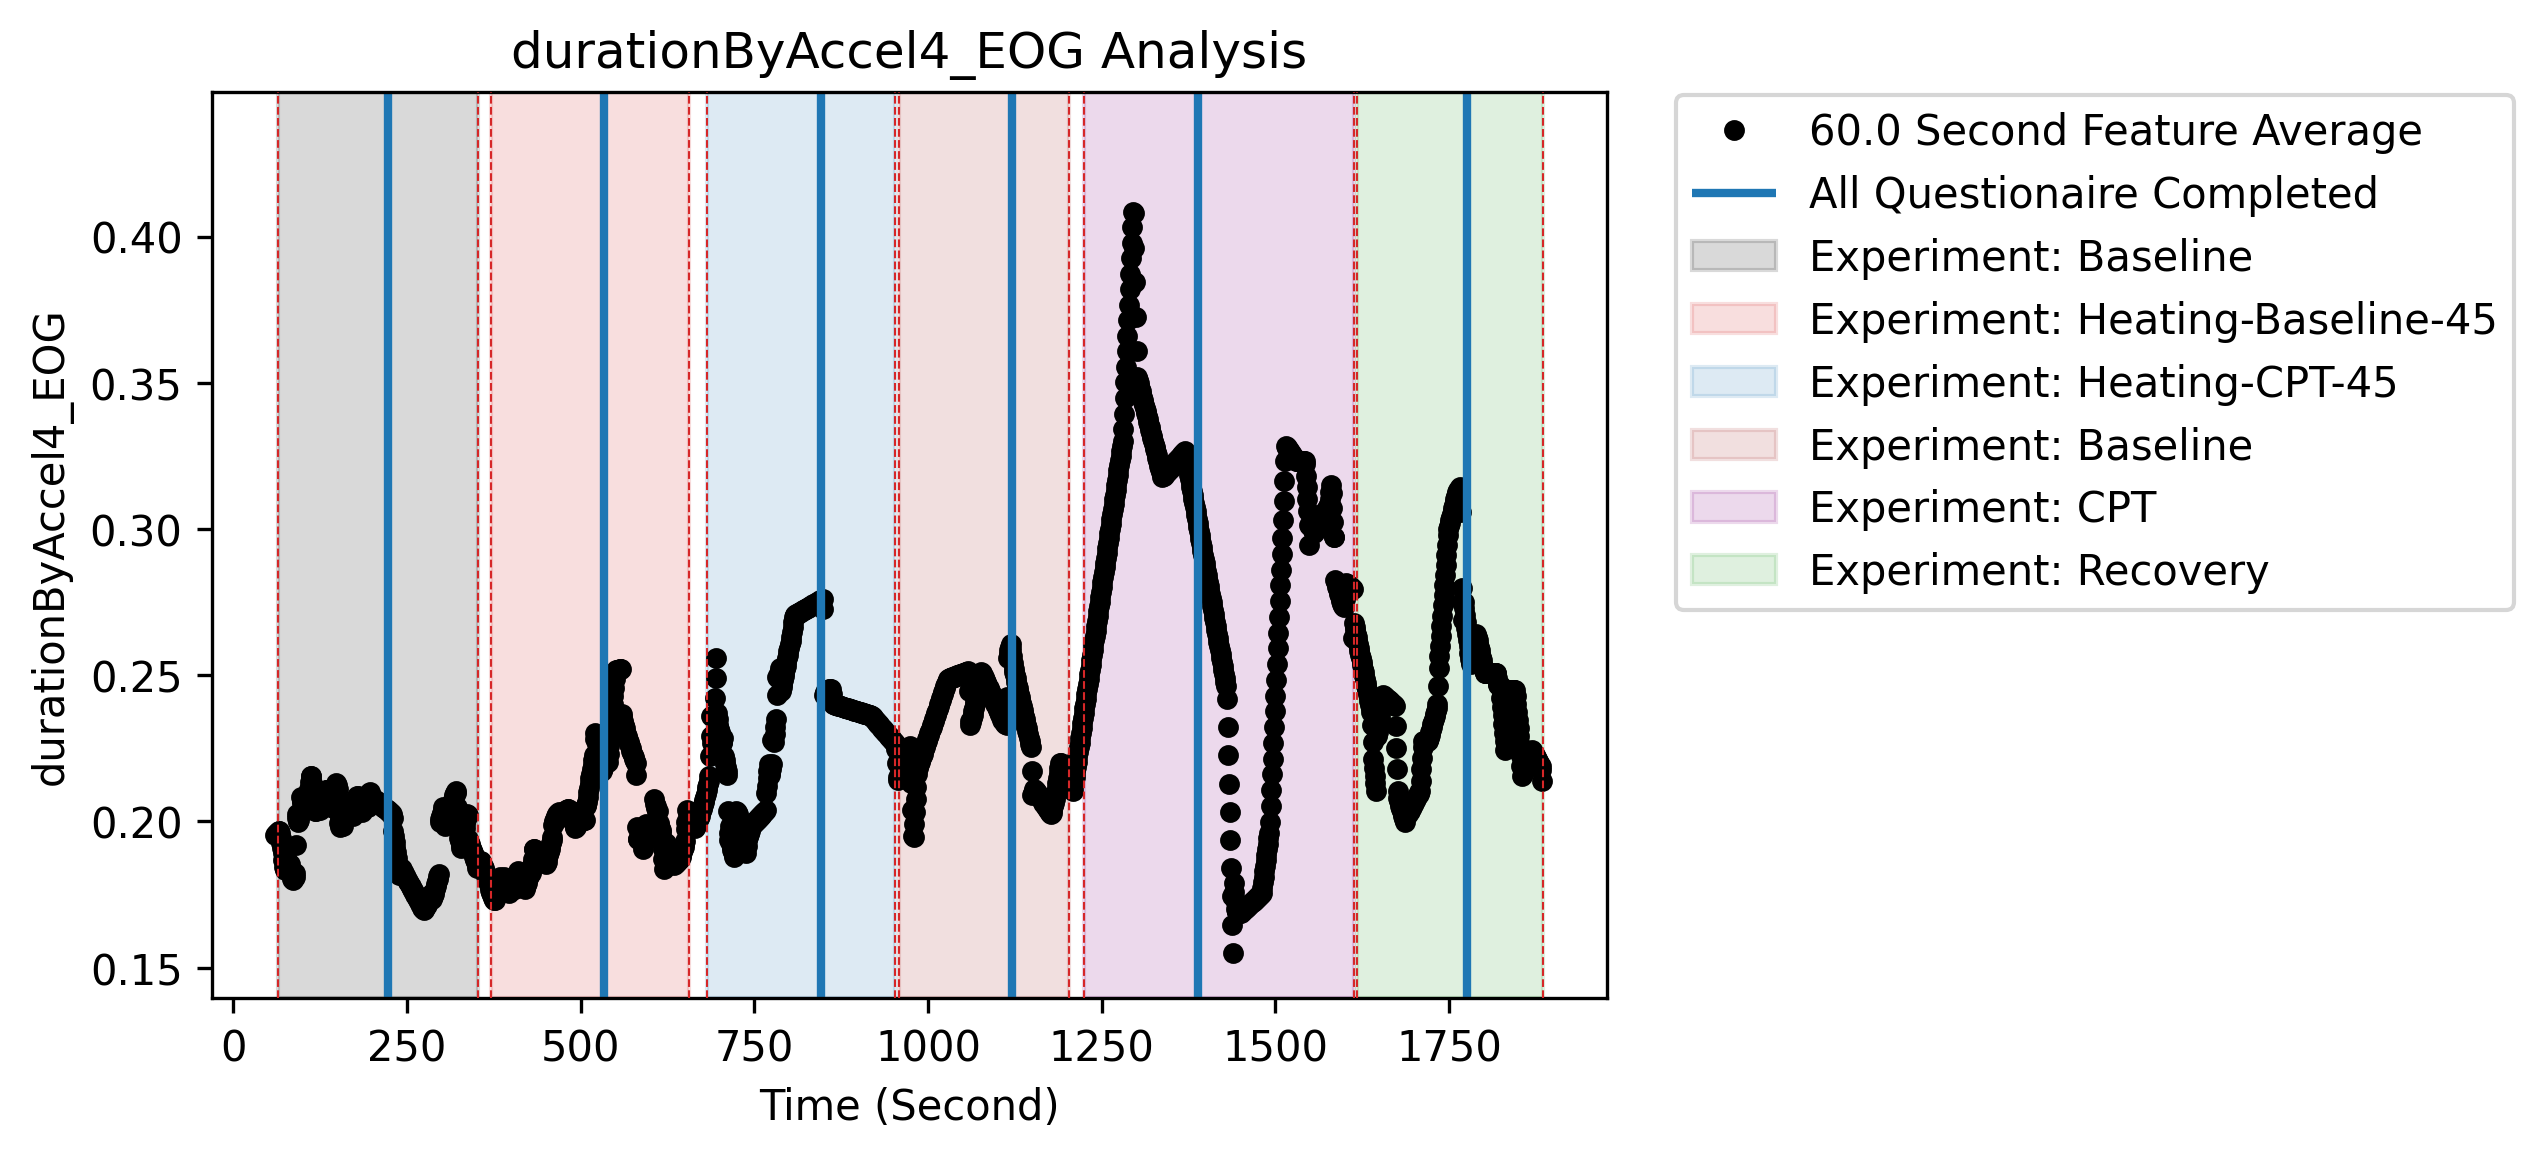 durationByAccel4_EOG Analysis
durationByAccel4_EOG
0.40
0.35
0.30
0.25
0.20
0.15
0 250 500 750 1000 1250 1500 1750
Time (Second)
60.0 Second Feature Average
All Questionaire Completed
Experiment: Baseline
Experiment: Heating-Baseline-45
Experiment: Heating-CPT-45
Experiment: Baseline
Experiment: CPT
Experiment: Recovery